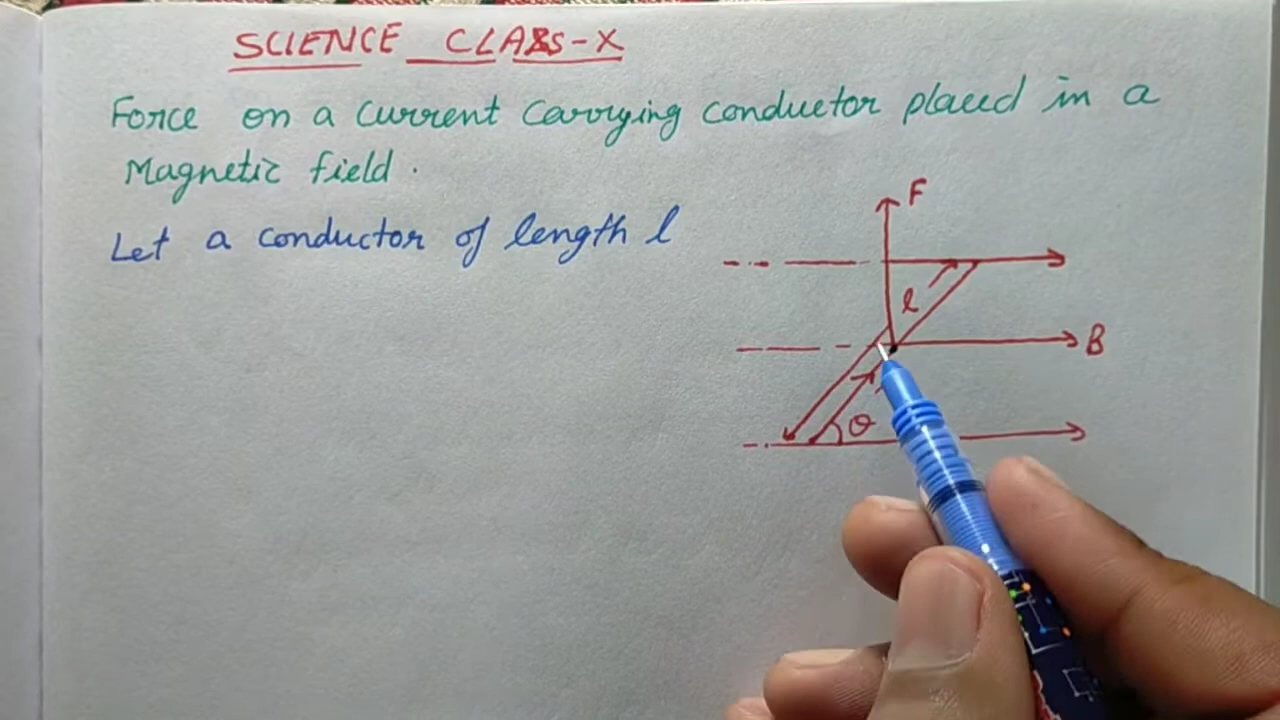 SCIENCE CLASS-X
Force on a current carrying conductor placed in a
Magnetic field.
Let a conductor of length l
F
l
B
θ